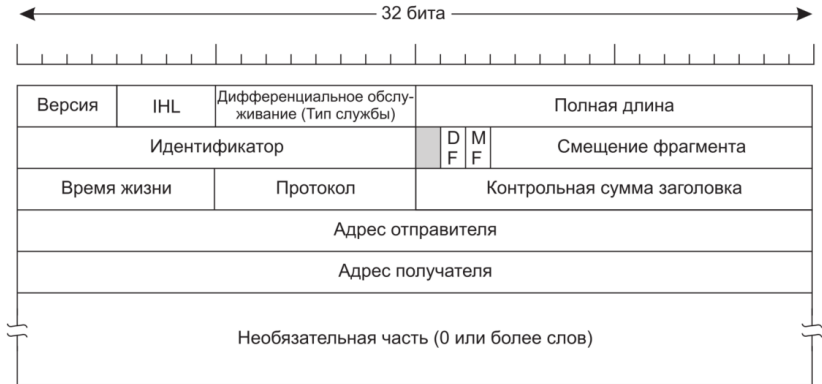 32 бита
Версия IHL Дифференциальное обслу-
живание (Тип службы) Полная длина
Идентификатор D
F M
F Смещение фрагмента
Время жизни Протокол Контрольная сумма заголовка
Адрес отправителя
Адрес получателя
Необязательная часть (0 или более слов)